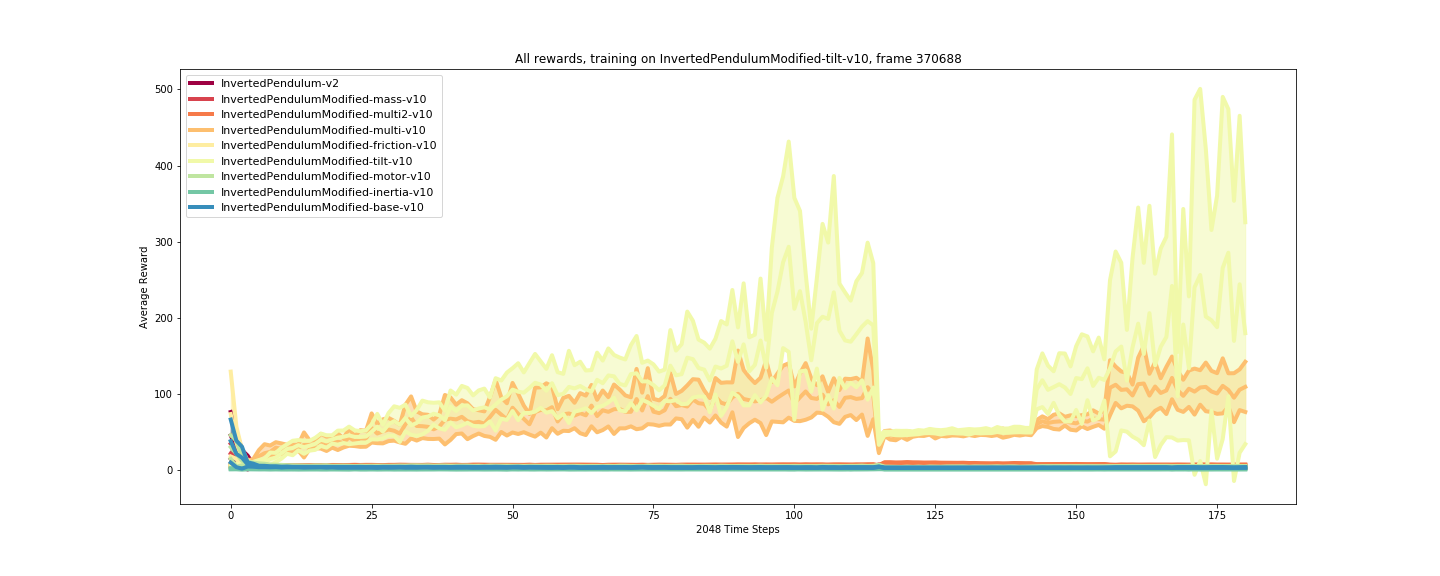 All rewards, training on InvertedPendulumModified-tilt-v10, frame 370688
InvertedPendulum-v2
InvertedPendulumModified-mass-v10
InvertedPendulumModified-multi2-v10
InvertedPendulumModified-multi-v10
InvertedPendulumModified-friction-v10
InvertedPendulumModified-tilt-v10
InvertedPendulumModified-motor-v10
InvertedPendulumModified-inertia-v10
InvertedPendulumModified-base-v10
Average Reward
500
400
300
200
100
0
0 25 50 75 100 125 150 175
2048 Time Steps